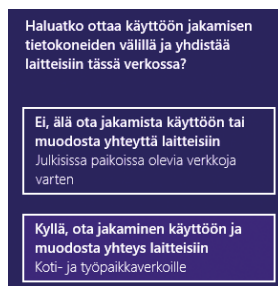 Haluatko ottaa käyttöön jakamisen
tietokoneiden välillä ja yhdistää
laitteisiin tässä verkossa?
Ei, älä ota jakamista käyttöön tai
muodosta yhteyttä laitteisiin
Julkisissa paikoissa olevia verkkoja
varten
Kyllä, ota jakaminen käyttöön ja
muodosta yhteys laitteisiin
Koti- ja työpaikkaverkoille